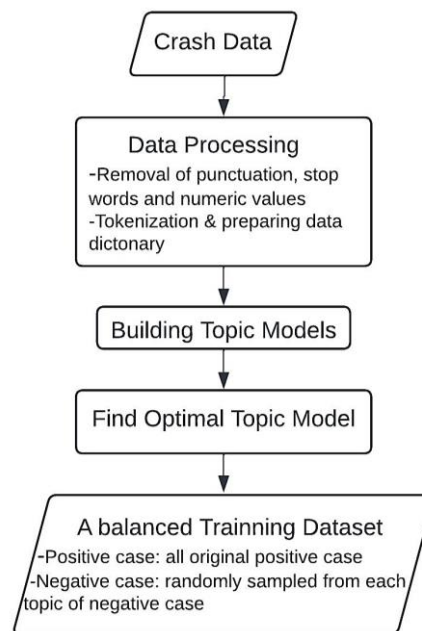 Crash Data
Data Processing
-Removal of punctuation, stop
words and numeric values
-Tokenization & preparing data
dictonary
Building Topic Models
Find Optimal Topic Model
A balanced Trainning Dataset
-Positive case: all original positive case
-Negative case: randomly sampled from each
topic of negative case